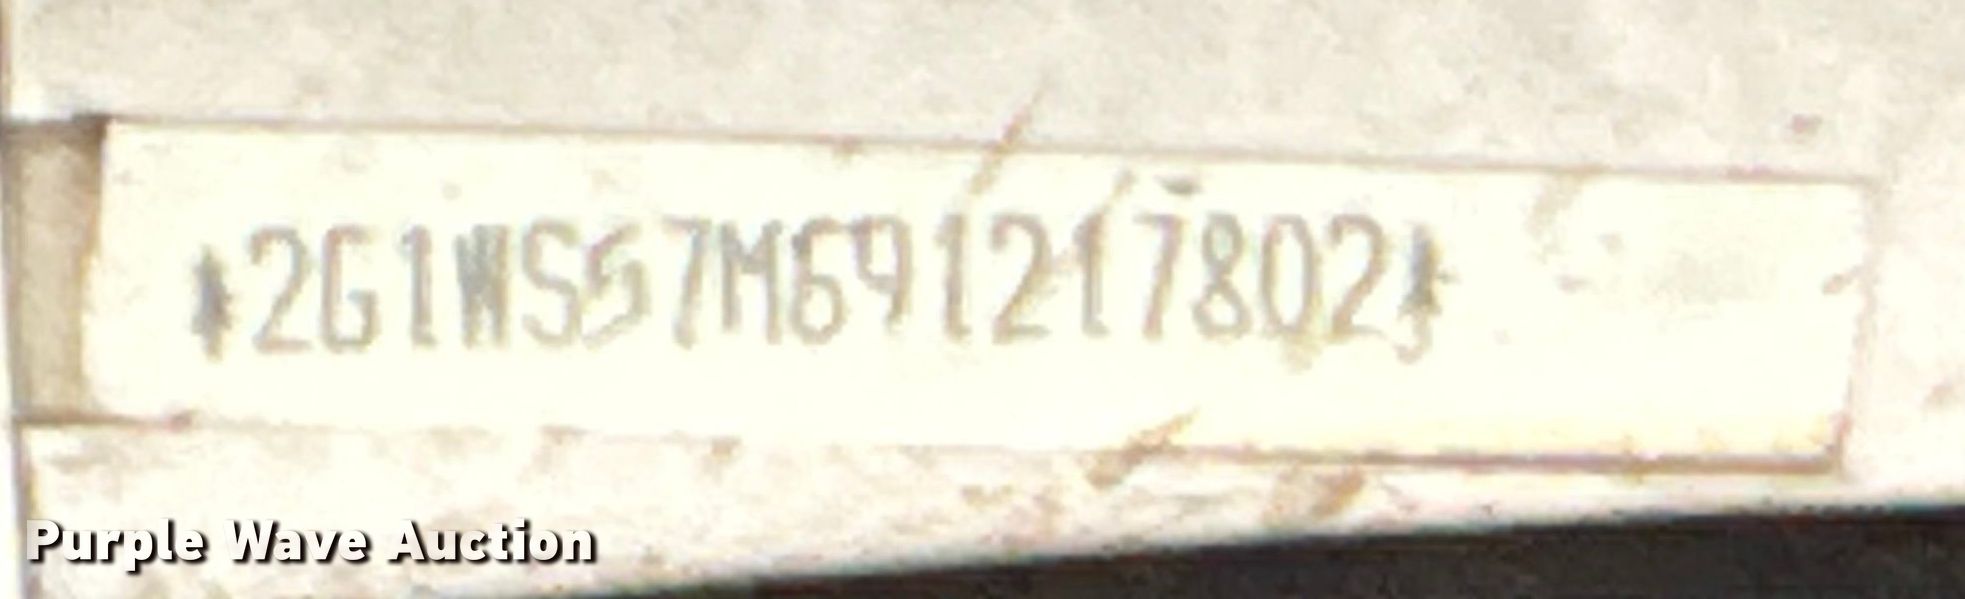 *2G1WS57M691217802*
Purple Wave Auction